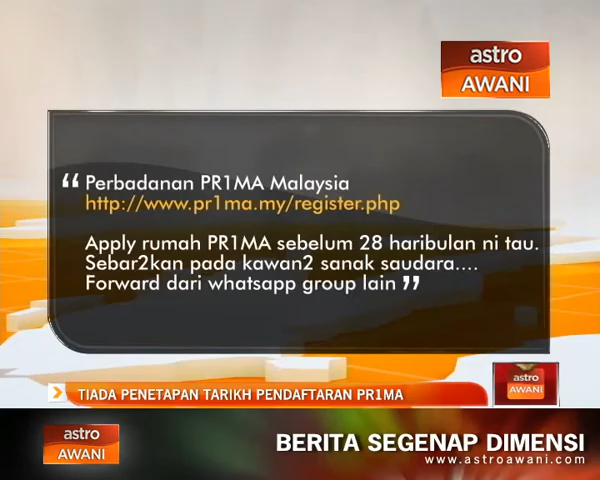 astro
AWANI
“ Perbadanan PR1MA Malaysia
http://www.pr1ma.my/register.php
Apply rumah PR1MA sebelum 28 haribulan ni tau.
Sebar2kan pada kawan2 sanak saudara....
Forward dari whatsapp group lain ”
astro
AWANI
TIADA PENETAPAN TARIKH PENDAFTARAN PR1MA
astro
AWANI
BERITA SEGENAP DIMENSI
www.astroawani.com